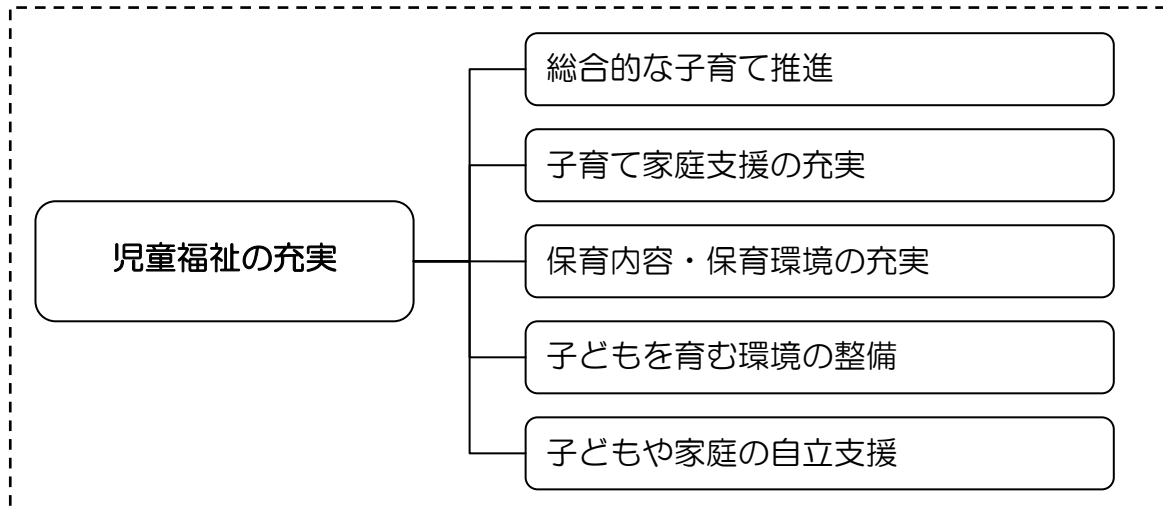 総合的な子育て推進
子育て家庭支援の充実
児童福祉の充実
保育内容・保育環境の充実
子どもを育む環境の整備
子どもや家庭の自立支援